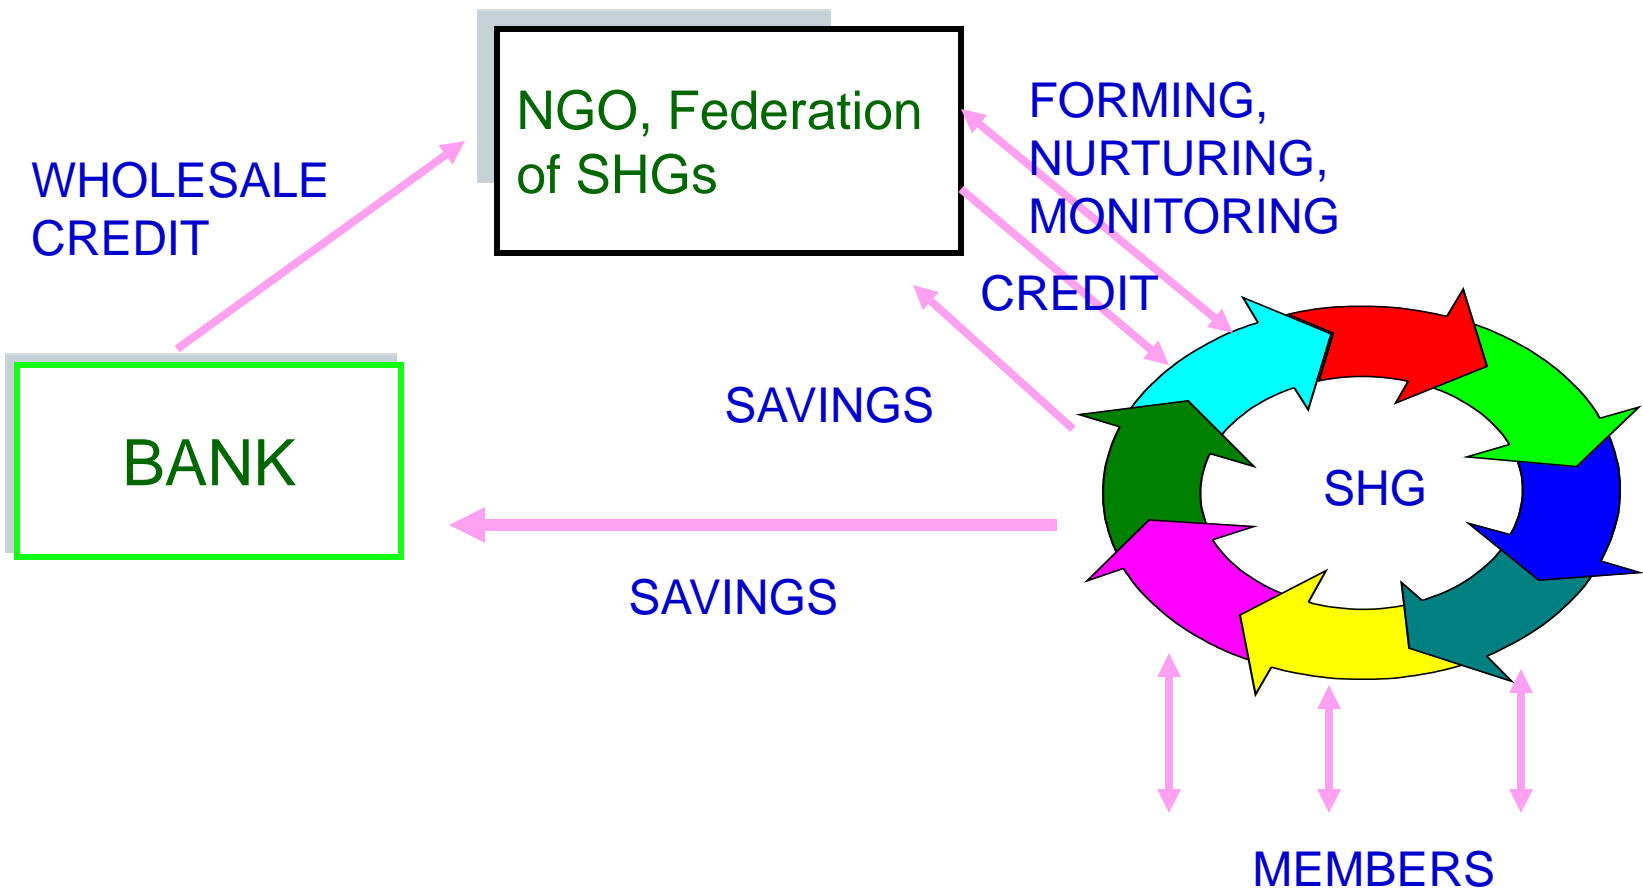 NGO, Federation
of SHGs
FORMING,
NURTURING,
MONITORING
WHOLESALE
CREDIT
CREDIT
SAVINGS
BANK
SHG
SAVINGS
MEMBERS